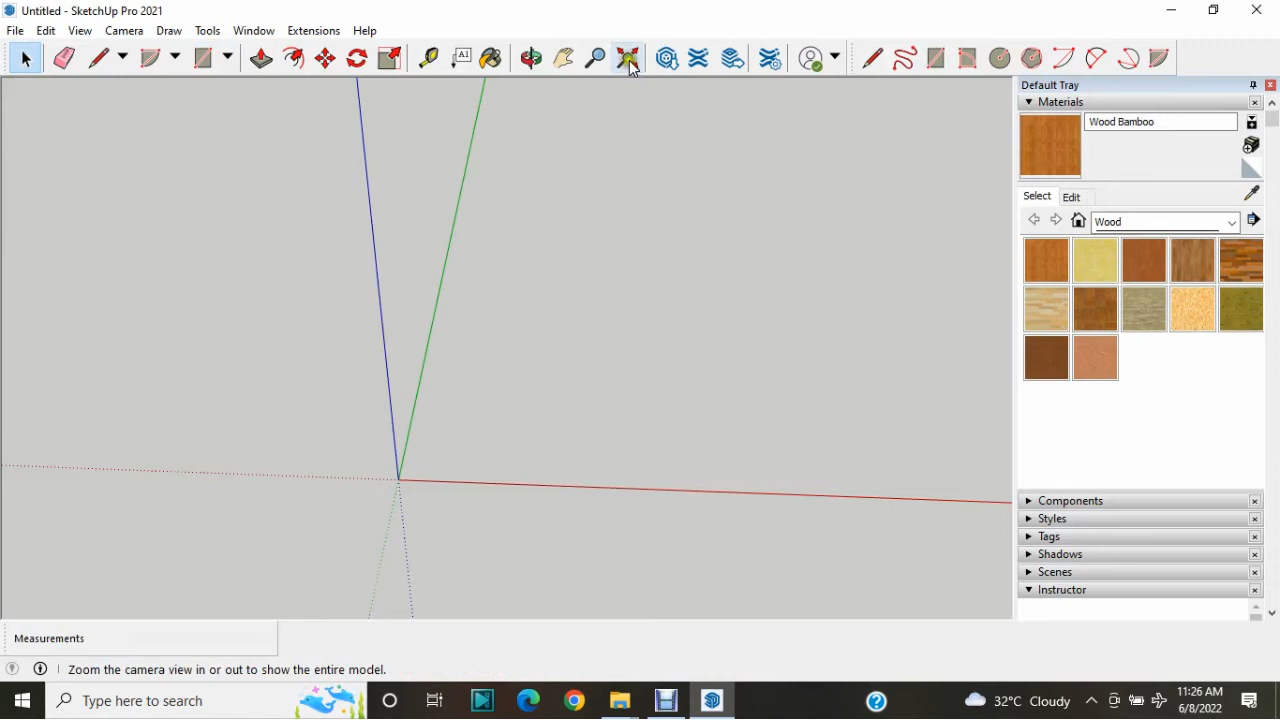 Untitled - SketchUp Pro 2021
File Edit View Camera Draw Tools Window Extensions Help
A1
Default Tray
Materials
Wood Bamboo
Select Edit
Wood
Components
Styles
Tags
Shadows
Scenes
Instructor
Measurements
Zoom the camera view in or out to show the entire model.
Type here to search
32°C Cloudy
11:26 AM
6/8/2022